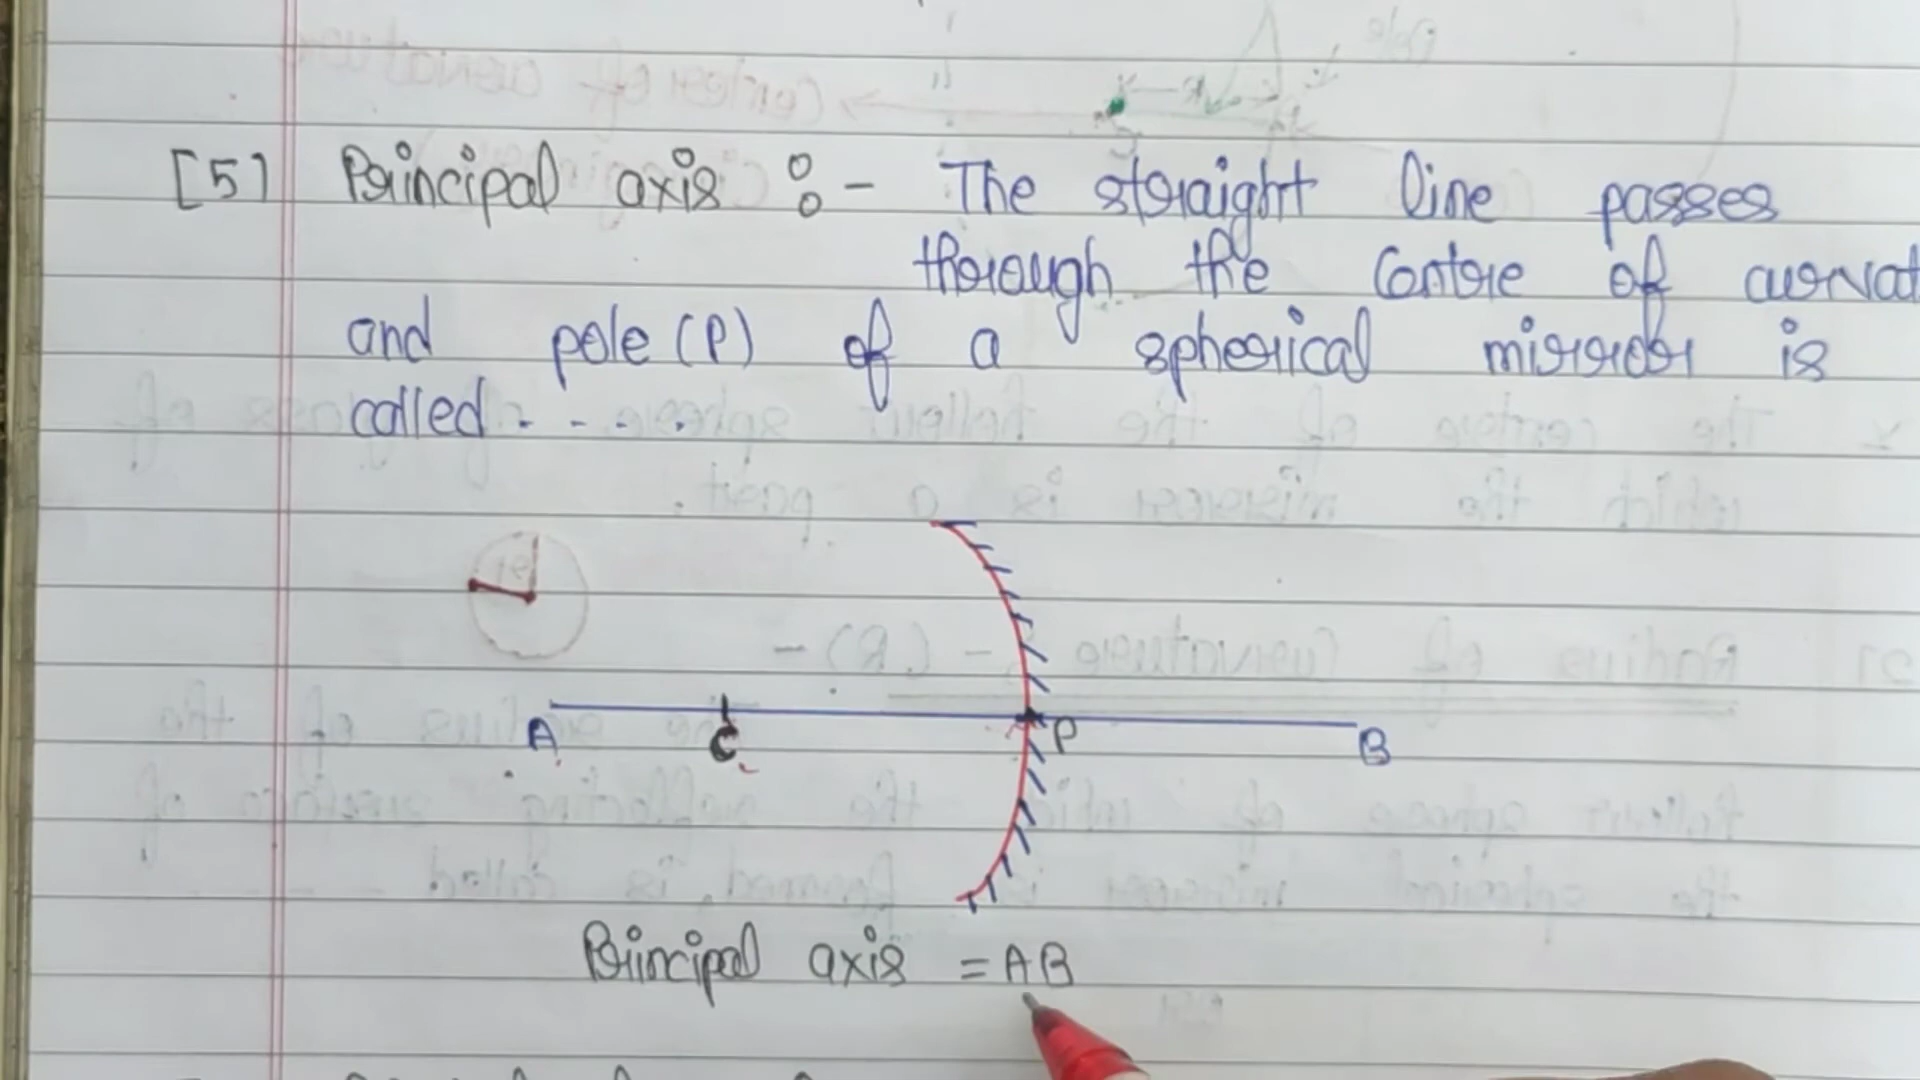 [5] Principal axis :- The straight line passes
through the Centre of curvat
and pole (P) of a spherical mirror is
called - - - -
A C P B
Principal axis = AB